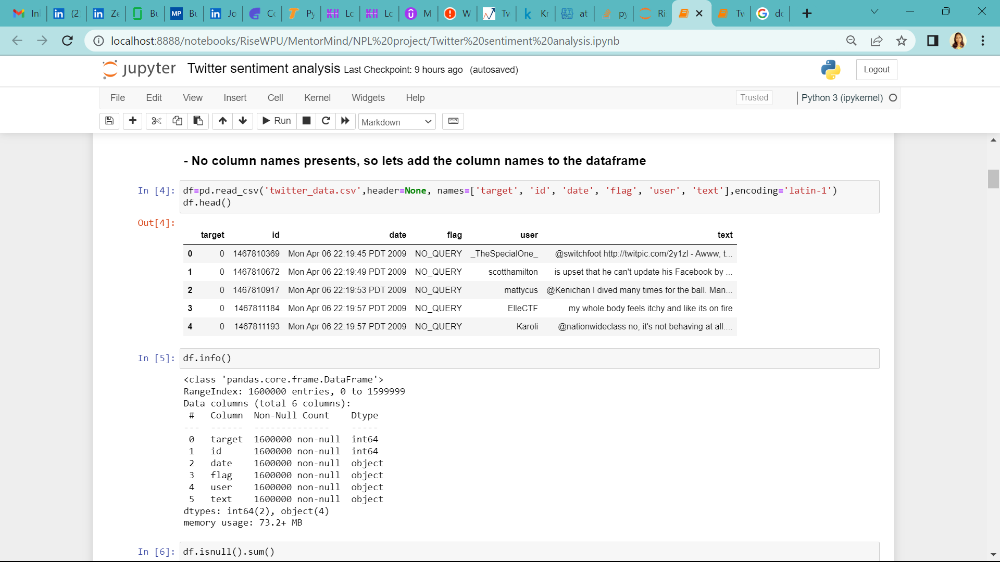 In (2 Ze Bu MP Bu Jo Cc Py Lc Lc M W Tv Kr at py Ri Tv dc
localhost:8888/notebooks/RiseWPU/MentorMind/NPL%20project/Twitter%20sentiment%20analysis.ipynb
jupyter Twitter sentiment analysis Last Checkpoint: 9 hours ago (autosaved) Logout
File Edit View Insert Cell Kernel Widgets Help Trusted Python 3 (ipykernel)
Run Markdown
- No column names presents, so lets add the column names to the dataframe
In [4]: df=pd.read_csv('twitter_data.csv',header=None, names=['target', 'id', 'date', 'flag', 'user', 'text'],encoding='latin-1')
df.head()
Out[4]:
target id date flag user text
0 0 1467810369 Mon Apr 06 22:19:45 PDT 2009 NO_QUERY _TheSpecialOne_ @switchfoot http://twitpic.com/2y1zl - Awww, t...
1 0 1467810672 Mon Apr 06 22:19:49 PDT 2009 NO_QUERY scotthamilton is upset that he can't update his Facebook by ...
2 0 1467810917 Mon Apr 06 22:19:53 PDT 2009 NO_QUERY mattycus @Kenichan I dived many times for the ball. Man...
3 0 1467811184 Mon Apr 06 22:19:57 PDT 2009 NO_QUERY ElleCTF my whole body feels itchy and like its on fire
4 0 1467811193 Mon Apr 06 22:19:57 PDT 2009 NO_QUERY Karoli @nationwideclass no, it's not behaving at all....
In [5]: df.info()
<class 'pandas.core.frame.DataFrame'>
RangeIndex: 1600000 entries, 0 to 1599999
Data columns (total 6 columns):
# Column Non-Null Count Dtype
--- ------ -------------- -----
0 target 1600000 non-null int64
1 id 1600000 non-null int64
2 date 1600000 non-null object
3 flag 1600000 non-null object
4 user 1600000 non-null object
5 text 1600000 non-null object
dtypes: int64(2), object(4)
memory usage: 73.2+ MB
In [6]: df.isnull().sum()